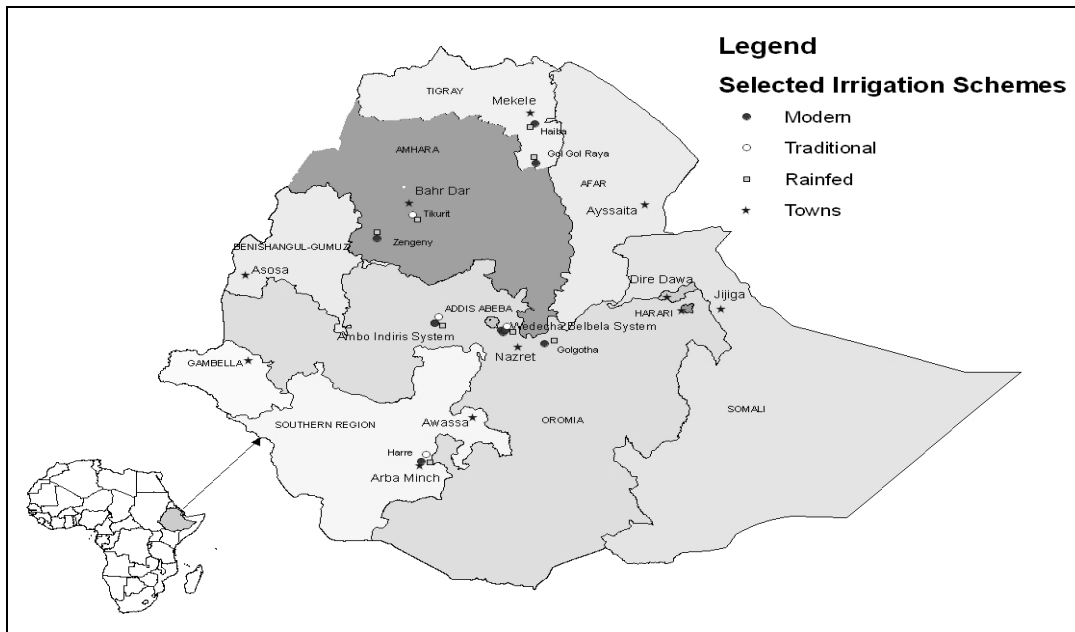 Legend
Selected Irrigation Schemes
Modern
Traditional
Rainfed
Towns
TIGRAY
Mekele
Haiba
Gol Gol Raya
AMHARA
AFAR
Bahr Dar
Ayssaita
Tikurit
Zengeny
BENISHANGUL-GUMUZ
Asosa
Dire Dawa
Jijiga
HARARI
ADDIS ABEBA
Wedecha Belbela System
Ambo Indiris System
Golgotha
Nazret
GAMBELLA
SOMALI
OROMIA
Awassa
SOUTHERN REGION
Harre
Arba Minch